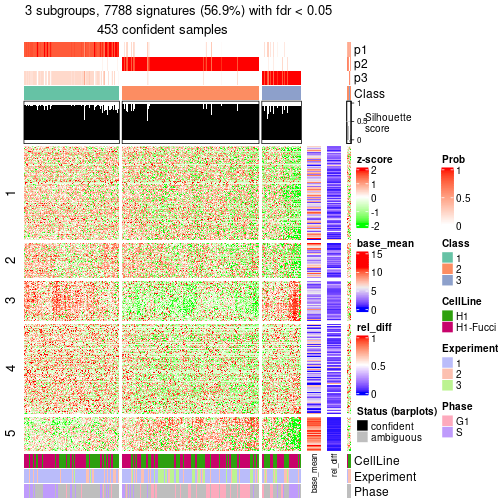 3 subgroups, 7788 signatures (56.9%) with fdr < 0.05
453 confident samples
p1
p2
p3
Class
1
0.5
0
Silhouette
score
1
2
3
4
5
z-score
2
1
0
-1
-2
base_mean
15
10
5
0
rel_diff
1
0.5
0
Status (barplots)
confident
ambiguous
Prob
1
0.5
0
Class
1
2
3
CellLine
H1
H1-Fucci
Experiment
1
2
3
Phase
G1
S
base_mean
rel_diff
CellLine
Experiment
Phase